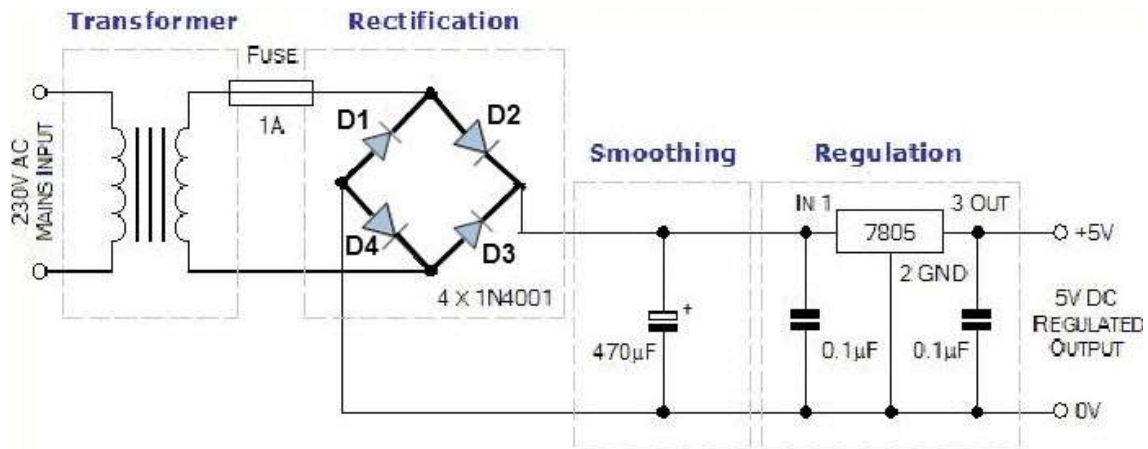 Transformer
Rectification
FUSE
1A
D1
D2
D4
D3
4 X 1N4001
230V AC
MAINS INPUT
Smoothing
Regulation
470µF
+
IN 1
7805
3 OUT
2 GND
0.1µF
0.1µF
+5V
5V DC
REGULATED
OUTPUT
0V